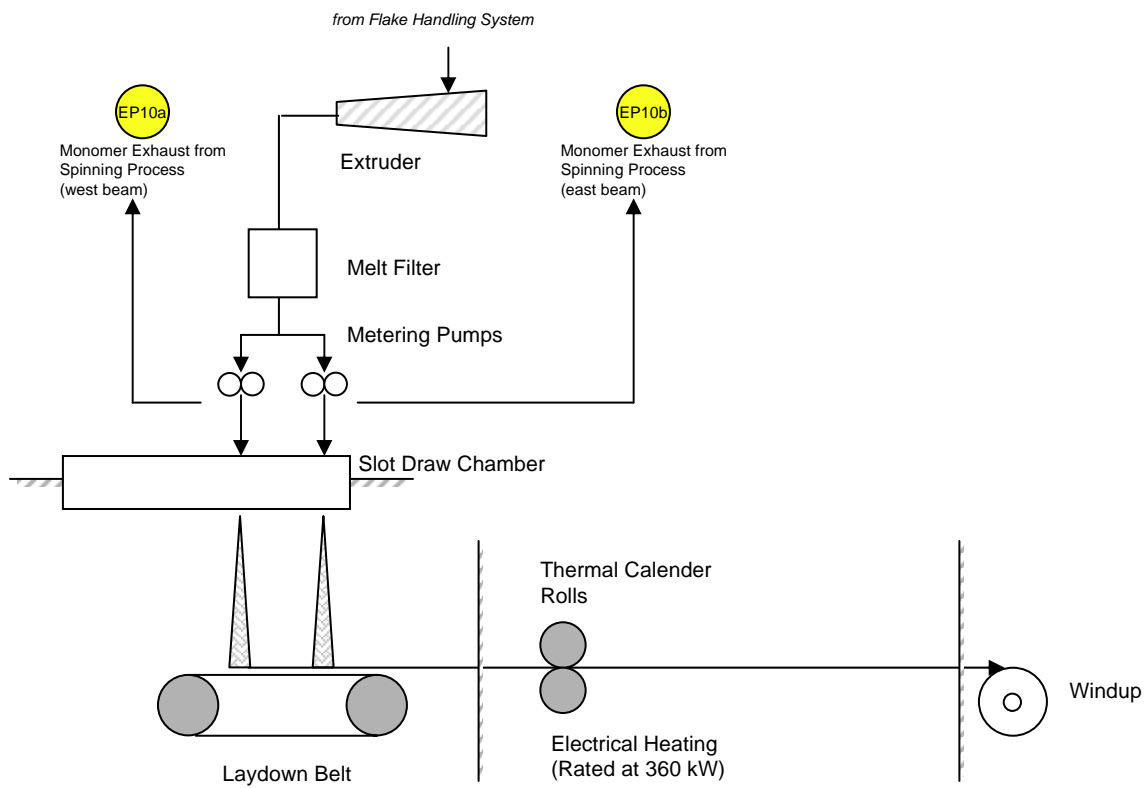 from Flake Handling System
EP10a
EP10b
Monomer Exhaust from
Spinning Process
(west beam)
Extruder
Monomer Exhaust from
Spinning Process
(east beam)
Melt Filter
Metering Pumps
Slot Draw Chamber
Thermal Calender
Rolls
Windup
Electrical Heating
(Rated at 360 kW)
Laydown Belt